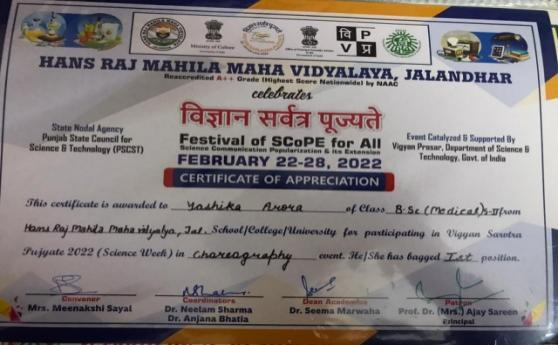 Ministry of Culture
वि
V
P
प्र
HANS RAJ MAHILA MAHA VIDYALAYA, JALANDHAR
Reaccredited A++ Grade (Highest Score Nationwide) by NAAC
celebrates
विज्ञान सर्वत्र पूज्यते
Festival of SCoPE for All
Science Communication Popularization & its Extension
FEBRUARY 22-28, 2022
CERTIFICATE OF APPRECIATION
State Nodal Agency
Punjab State Council for
Science & Technology (PSCST)
Event Catalyzed & Supported By
Vigyan Prasar, Department of Science &
Technology, Govt. of India
This certificate is awarded to Yashika Arora of Class B.Sc (Medical) S-II from
Hans Raj Mahila Maha vidyalya, Jal. School/College/University for participating in Vigyan Sarvtra
Pujyate 2022 (Science Week) in Choreography event. He/She has bagged Ist position.
Convener
Mrs. Meenakshi Sayal
Coordinators
Dr. Neelam Sharma
Dr. Anjana Bhatia
Dean Academics
Dr. Seema Marwaha
Patron
Prof. Dr. (Mrs.) Ajay Sareen
Principal